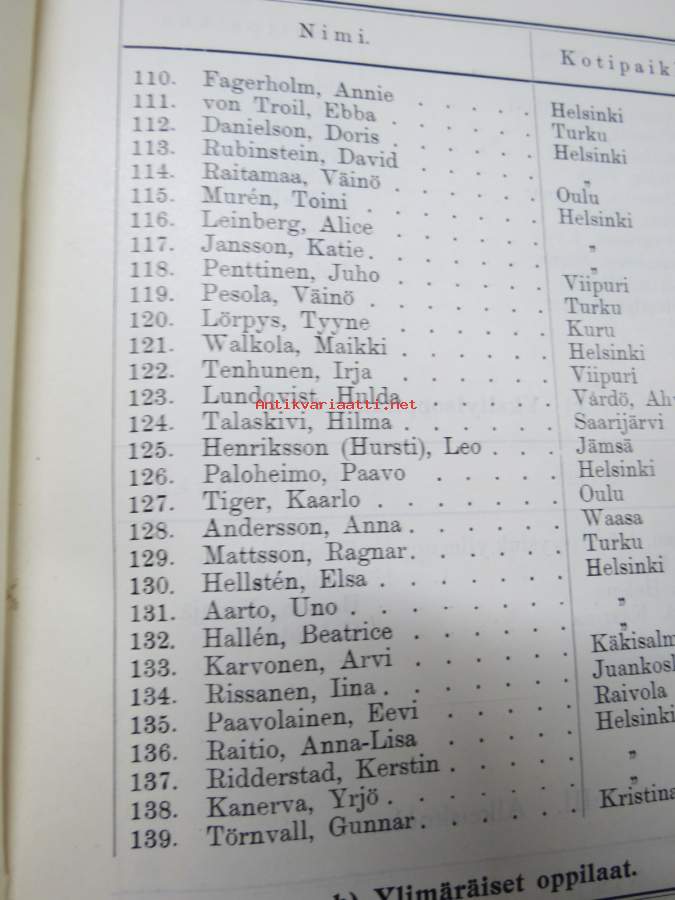 Nimi. Kotipaik
110. Fagerholm, Annie . . . . . Helsinki
111. von Troil, Ebba . . . . . . Turku
112. Danielson, Doris . . . . . . Helsinki
113. Rubinstein, David . . . . . „
114. Raitamaa, Väinö . . . . . . Oulu
115. Murén, Toini . . . . . . . Helsinki
116. Leinberg, Alice . . . . . . „
117. Jansson, Katie . . . . . . „
118. Penttinen, Juho . . . . . . Viipuri
119. Pesola, Väinö . . . . . . . Turku
120. Lörpys, Tyyne . . . . . . Kuru
121. Walkola, Maikki . . . . . . Helsinki
122. Tenhunen, Irja . . . . . . Viipuri
123. Lundqvist, Hulda . . . . . Vårdö, Ah
124. Talaskivi, Hilma . . . . . . Saarijärvi
125. Henriksson (Hursti), Leo . . . Jämsä
126. Paloheimo, Paavo . . . . . Helsinki
127. Tiger, Kaarlo . . . . . . . Oulu
128. Andersson, Anna . . . . . . Waasa
129. Mattsson, Ragnar . . . . . . Turku
130. Hellstén, Elsa . . . . . . . Helsinki
131. Aarto, Uno . . . . . . . . „
132. Hallén, Beatrice . . . . . . „
133. Karvonen, Arvi . . . . . . Käkisalm
134. Rissanen, Iina . . . . . . . Juankosk
135. Paavolainen, Eevi . . . . . Raivola
136. Raitio, Anna-Lisa . . . . . Helsinki
137. Ridderstad, Kerstin . . . . . „
138. Kanerva, Yrjö . . . . . . . „
139. Törnvall, Gunnar . . . . . . Kristina
b) Ylimäräiset oppilaat.
Antikvariaatti.net